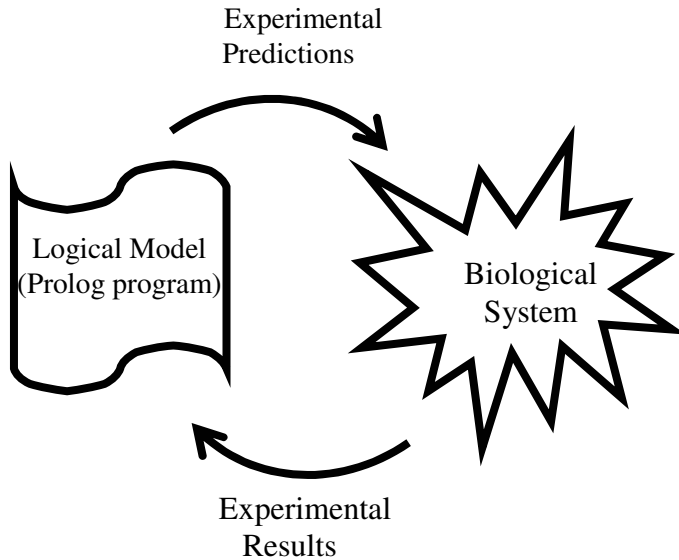 Experimental
Predictions
Logical Model
(Prolog program)
Biological
System
Experimental
Results